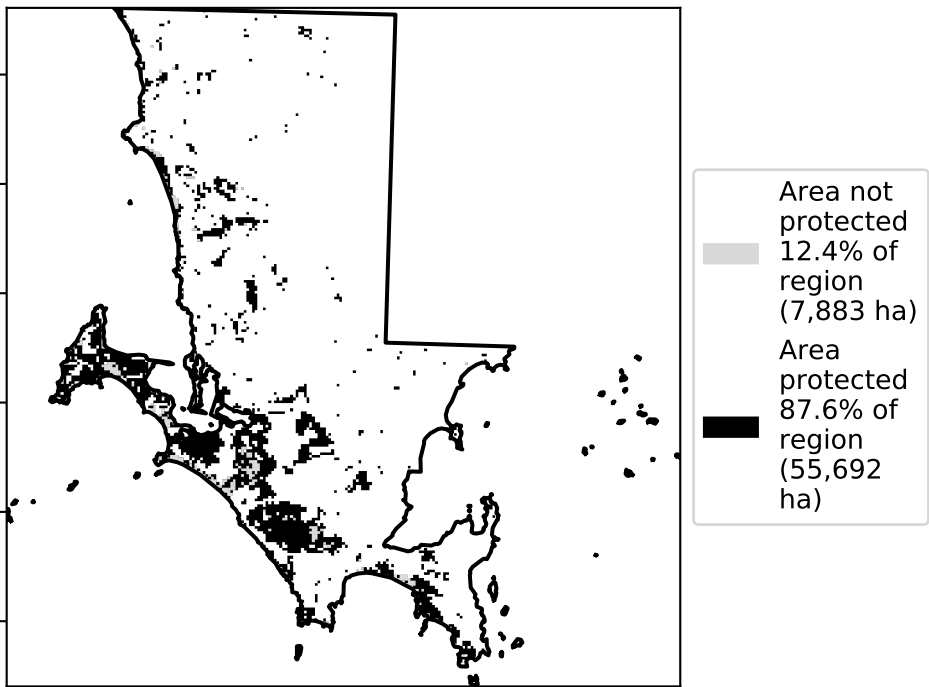 Area not
protected
12.4% of
region
(7,883 ha)
Area
protected
87.6% of
region
(55,692
ha)